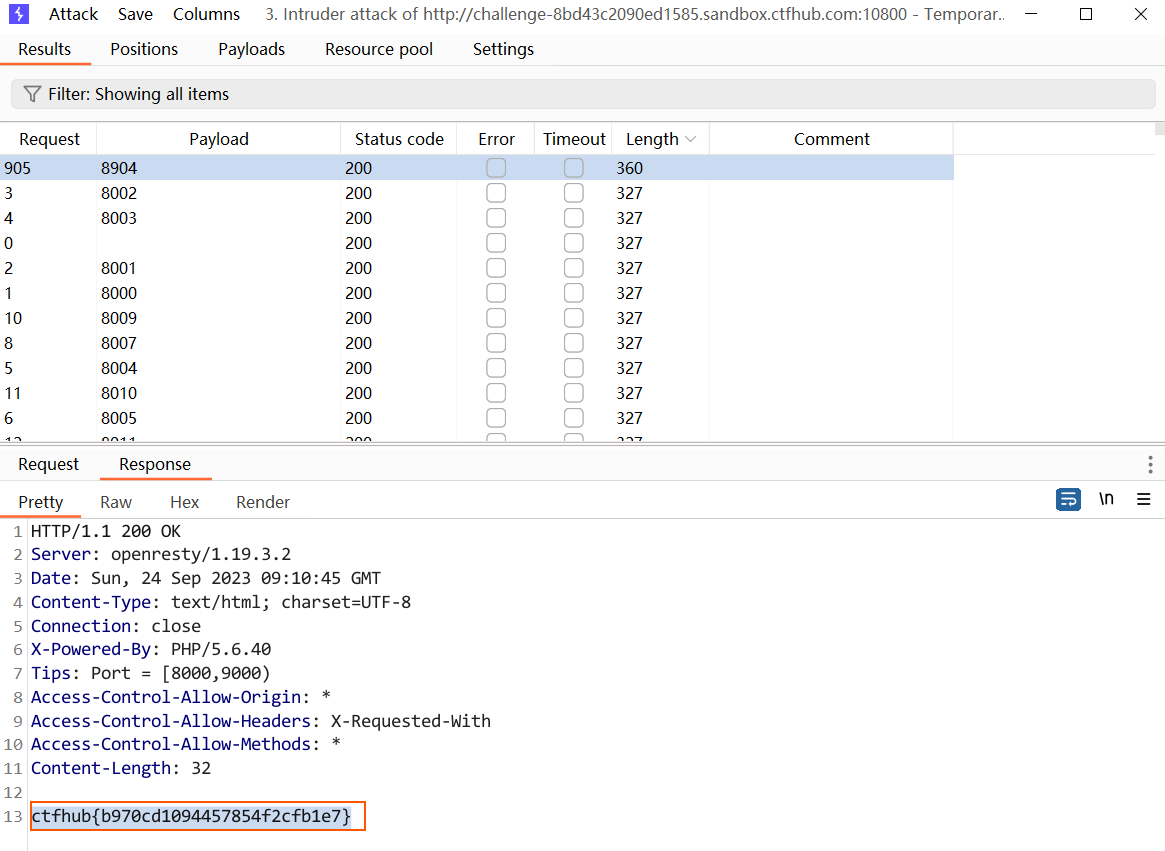 Attack Save Columns 3. Intruder attack of http://challenge-8bd43c2090ed1585.sandbox.ctfhub.com:10800 - Temporar..
Results Positions Payloads Resource pool Settings
Filter: Showing all items
Request Payload Status code Error Timeout Length Comment
905 8904 200 360
3 8002 200 327
4 8003 200 327
0 200 327
2 8001 200 327
1 8000 200 327
10 8009 200 327
8 8007 200 327
5 8004 200 327
11 8010 200 327
6 8005 200 327
12 8011 200 327
Request Response
Pretty Raw Hex Render \n
1 HTTP/1.1 200 OK
2 Server: openresty/1.19.3.2
3 Date: Sun, 24 Sep 2023 09:10:45 GMT
4 Content-Type: text/html; charset=UTF-8
5 Connection: close
6 X-Powered-By: PHP/5.6.40
7 Tips: Port = [8000,9000)
8 Access-Control-Allow-Origin: *
9 Access-Control-Allow-Headers: X-Requested-With
10 Access-Control-Allow-Methods: *
11 Content-Length: 32
12
13 ctfhub{b970cd1094457854f2cfb1e7}